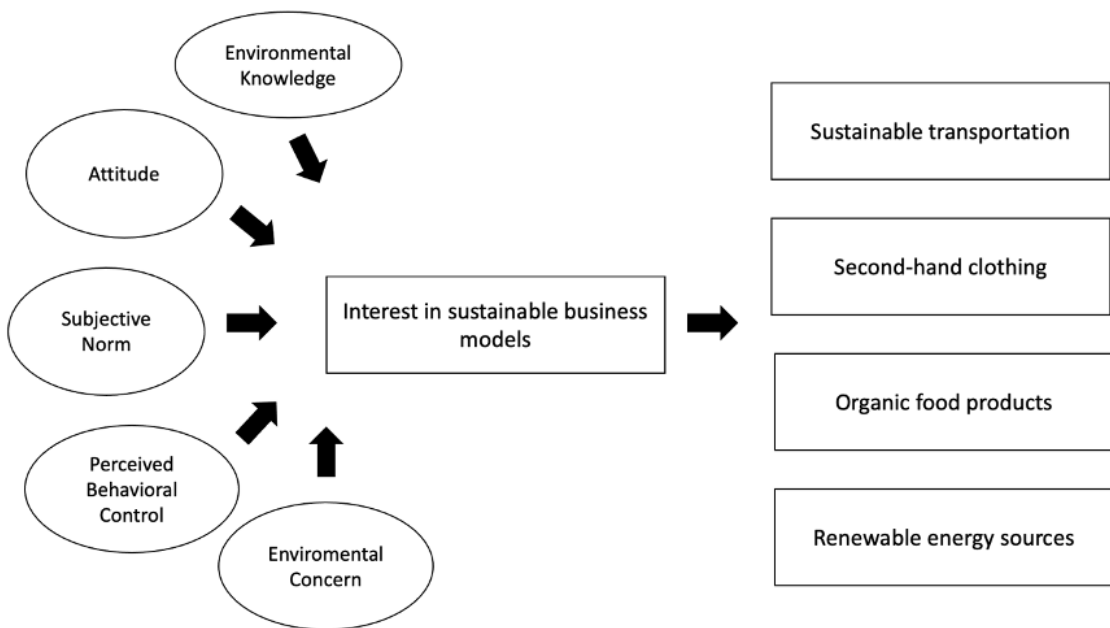 Environmental
Knowledge
Attitude
Subjective
Norm
Perceived
Behavioral
Control
Enviromental
Concern
Interest in sustainable business
models
Sustainable transportation
Second-hand clothing
Organic food products
Renewable energy sources